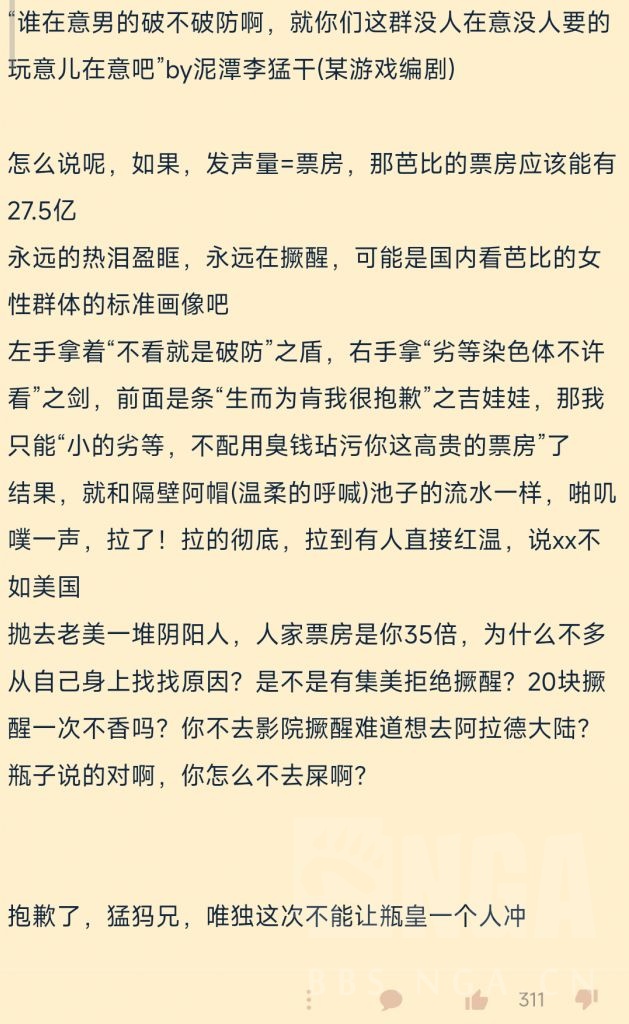 “谁在意男的破不破防啊，就你们这群没人在意没人要的
玩意儿在意吧”by泥潭李猛干(某游戏编剧)
怎么说呢，如果，发声量=票房，那芭比的票房应该能有
27.5亿
永远的热泪盈眶，永远在撅醒，可能是国内看芭比的女
性群体的标准画像吧
左手拿着“不看就是破防”之盾，右手拿“劣等染色体不许
看”之剑，前面是条“生而为肯我很抱歉”之吉娃娃，那我
只能“小的劣等，不配用臭钱玷污你这高贵的票房”了
结果，就和隔壁阿帽(温柔的呼喊)池子的流水一样，啪叽
噗一声，拉了！拉的彻底，拉到有人直接红温，说xx不
如美国
抛去老美一堆阴阳人，人家票房是你35倍，为什么不多
从自己身上找找原因？是不是有集美拒绝撅醒？20块撅
醒一次不香吗？你不去影院撅醒难道想去阿拉德大陆？
瓶子说的对啊，你怎么不去屎啊？
抱歉了，猛犸兄，唯独这次不能让瓶皇一个人冲
NGA
BBS.NGA.CN
311